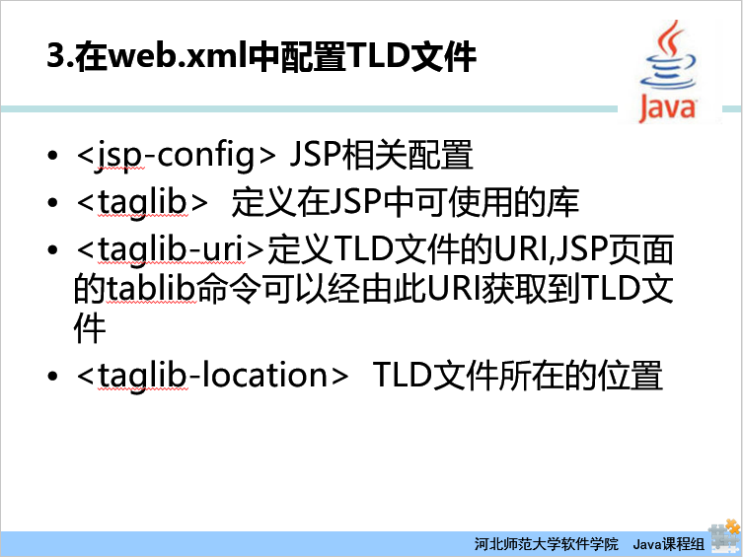 3.在web.xml中配置TLD文件
Java
• <jsp-config> JSP相关配置
• <taglib>  定义在JSP中可使用的库
• <taglib-uri>定义TLD文件的URI,JSP页面
的tablib命令可以经由此URI获取到TLD文
件
• <taglib-location>  TLD文件所在的位置
河北师范大学软件学院  Java课程组